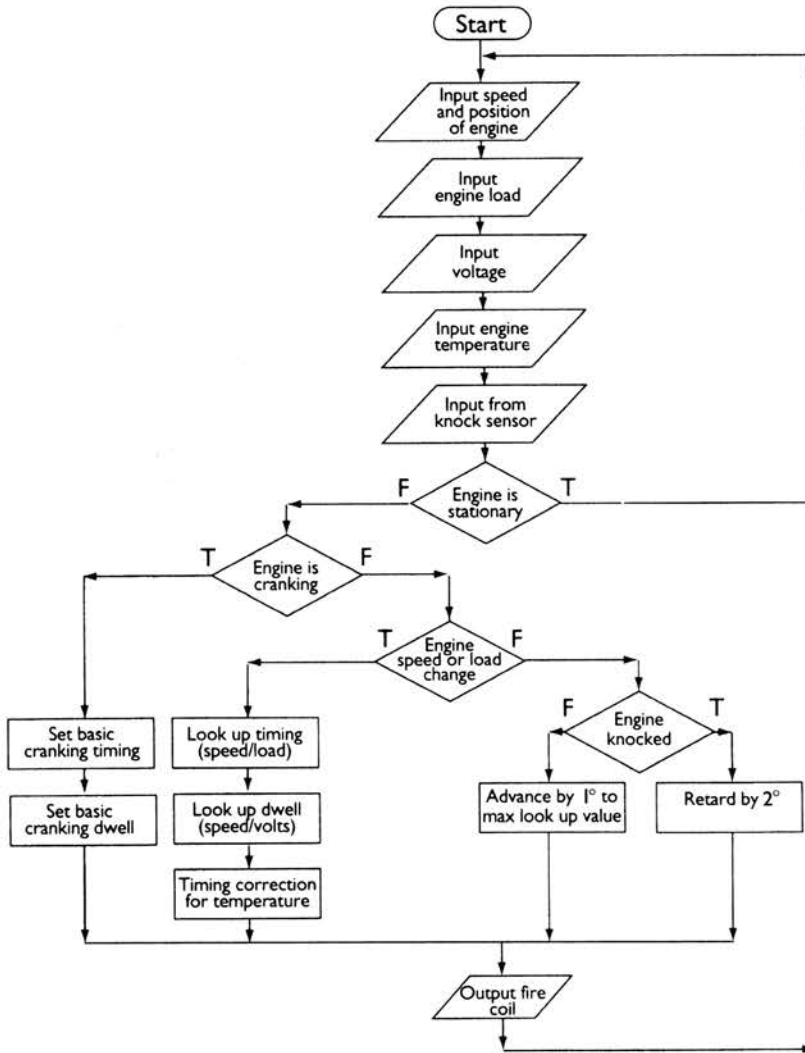 Start
Input speed
and position
of engine
Input
engine load
Input
voltage
Input engine
temperature
Input from
knock sensor
F
Engine is
stationary
T
T
Engine is
cranking
F
T
Engine
speed or load
change
F
F
Engine
knocked
T
Set basic
cranking timing
Look up timing
(speed/load)
Set basic
cranking dwell
Look up dwell
(speed/volts)
Advance by 1° to
max look up value
Retard by 2°
Timing correction
for temperature
Output fire
coil